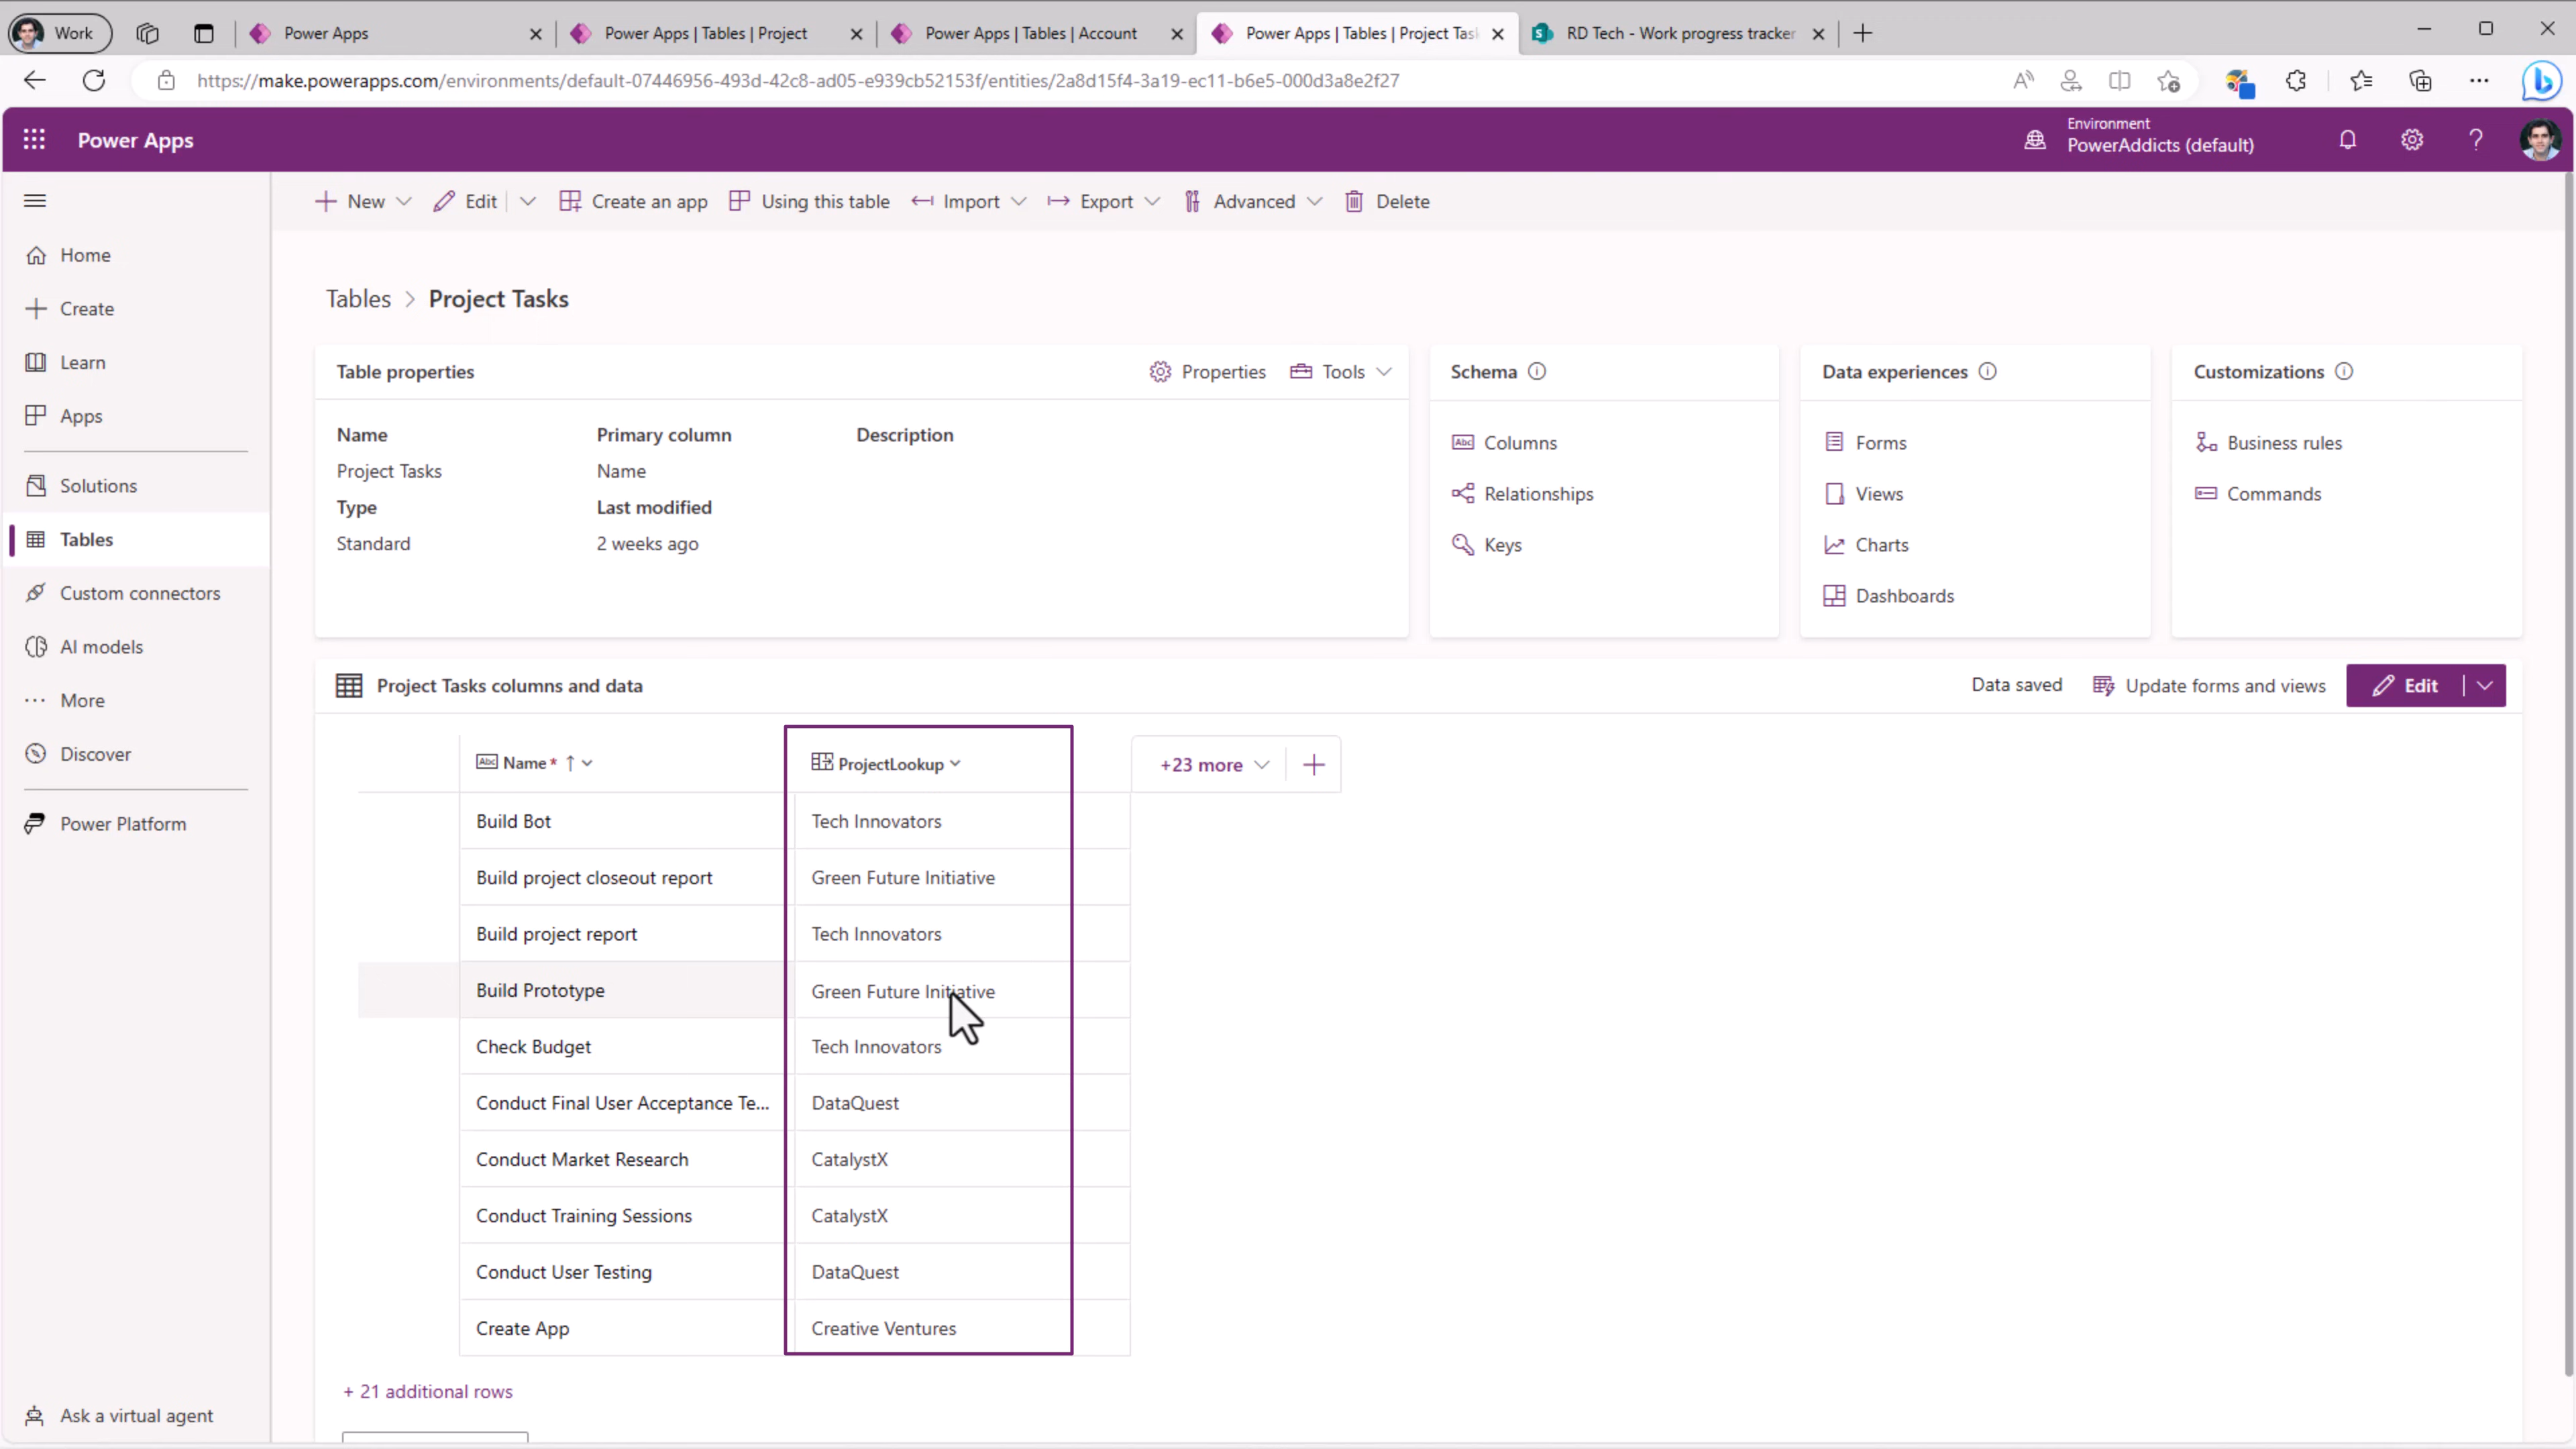 Work
Power Apps
Power Apps | Tables | Project
Power Apps | Tables | Account
Power Apps | Tables | Project Tas
RD Tech - Work progress tracker
https://make.powerapps.com/environments/default-07446956-493d-42c8-ad05-e939cb52153f/entities/2a8d15f4-3a19-ec11-b6e5-000d3a8e2f27
Power Apps
Environment
PowerAddicts (default)
New
Edit
Create an app
Using this table
Import
Export
Advanced
Delete
Home
Create
Learn
Apps
Solutions
Tables
Custom connectors
AI models
More
Discover
Power Platform
Ask a virtual agent
Tables > Project Tasks
Table properties
Properties
Tools
Name
Primary column
Description
Project Tasks
Name
Type
Last modified
Standard
2 weeks ago
Schema
Columns
Relationships
Keys
Data experiences
Forms
Views
Charts
Dashboards
Customizations
Business rules
Commands
Project Tasks columns and data
Data saved
Update forms and views
Edit
Abc Name * ↑
ProjectLookup
+23 more
Build Bot
Tech Innovators
Build project closeout report
Green Future Initiative
Build project report
Tech Innovators
Build Prototype
Green Future Initiative
Check Budget
Tech Innovators
Conduct Final User Acceptance Te...
DataQuest
Conduct Market Research
CatalystX
Conduct Training Sessions
CatalystX
Conduct User Testing
DataQuest
Create App
Creative Ventures
+ 21 additional rows